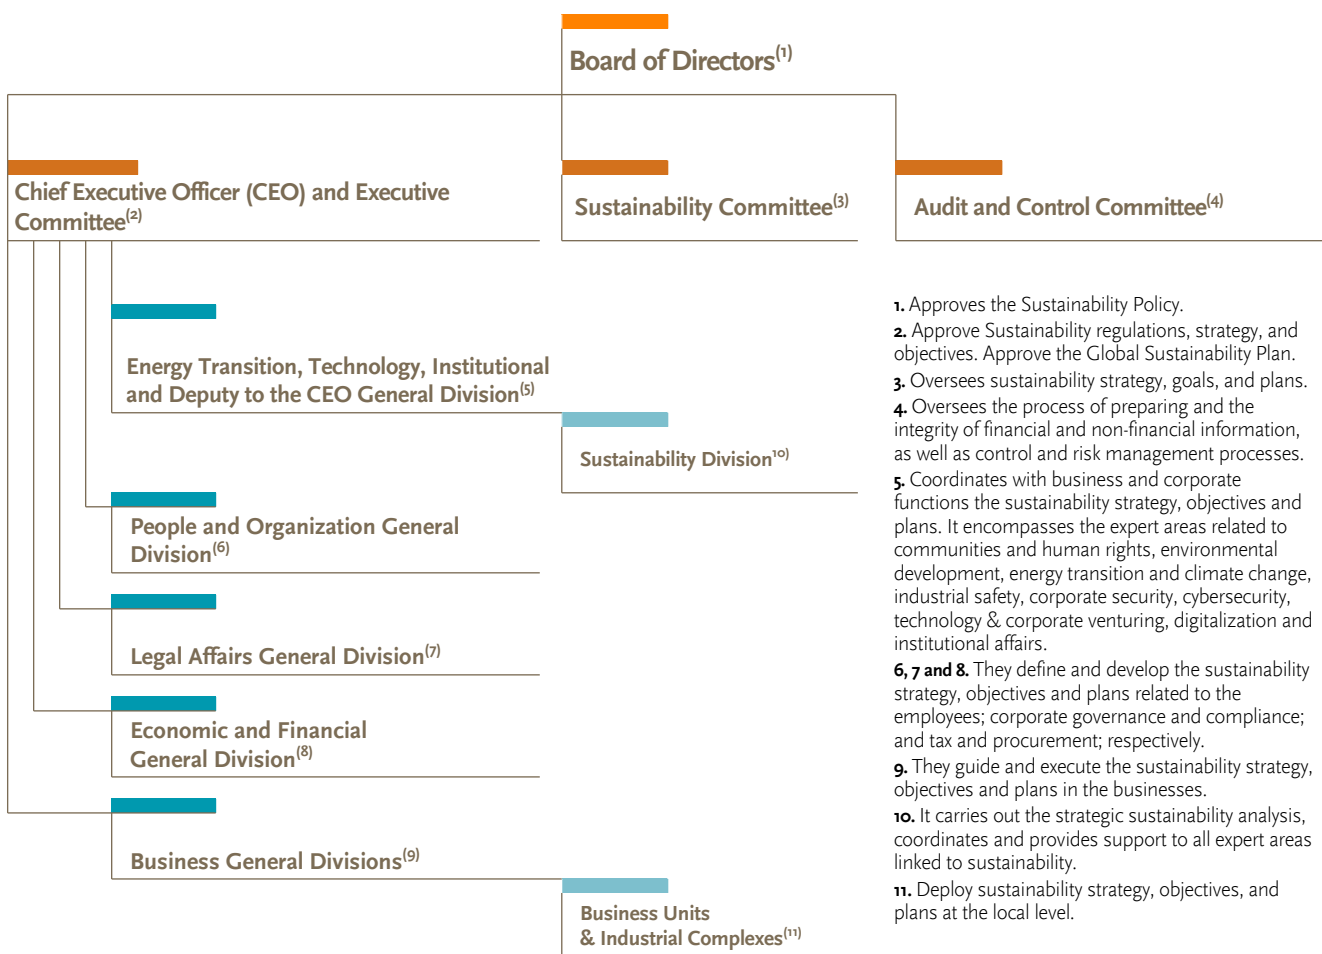 Board of Directors(1)
Chief Executive Officer (CEO) and Executive
Committee(2)
Sustainability Committee(3)
Audit and Control Committee(4)
Energy Transition, Technology, Institutional
and Deputy to the CEO General Division(5)
Sustainability Division10)
People and Organization General
Division(6)
Legal Affairs General Division(7)
Economic and Financial
General Division(8)
Business General Divisions(9)
Business Units
& Industrial Complexes(11)
1. Approves the Sustainability Policy.
2. Approve Sustainability regulations, strategy, and
objectives. Approve the Global Sustainability Plan.
3. Oversees sustainability strategy, goals, and plans.
4. Oversees the process of preparing and the
integrity of financial and non-financial information,
as well as control and risk management processes.
5. Coordinates with business and corporate
functions the sustainability strategy, objectives and
plans. It encompasses the expert areas related to
communities and human rights, environmental
development, energy transition and climate change,
industrial safety, corporate security, cybersecurity,
technology & corporate venturing, digitalization and
institutional affairs.
6, 7 and 8. They define and develop the sustainability
strategy, objectives and plans related to the
employees; corporate governance and compliance;
and tax and procurement; respectively.
9. They guide and execute the sustainability strategy,
objectives and plans in the businesses.
10. It carries out the strategic sustainability analysis,
coordinates and provides support to all expert areas
linked to sustainability.
11. Deploy sustainability strategy, objectives, and
plans at the local level.